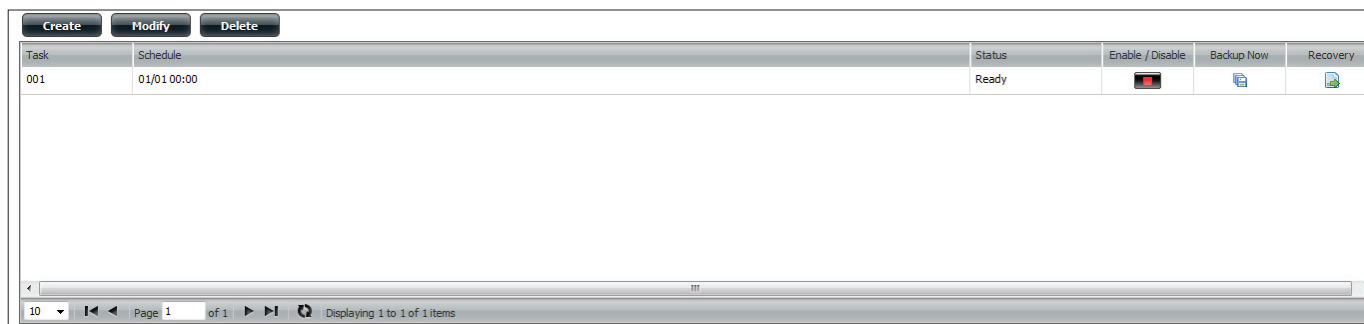 Create Modify Delete
Task Schedule Status Enable / Disable Backup Now Recovery
001 01/01 00:00 Ready
10 Page 1 of 1 Displaying 1 to 1 of 1 items